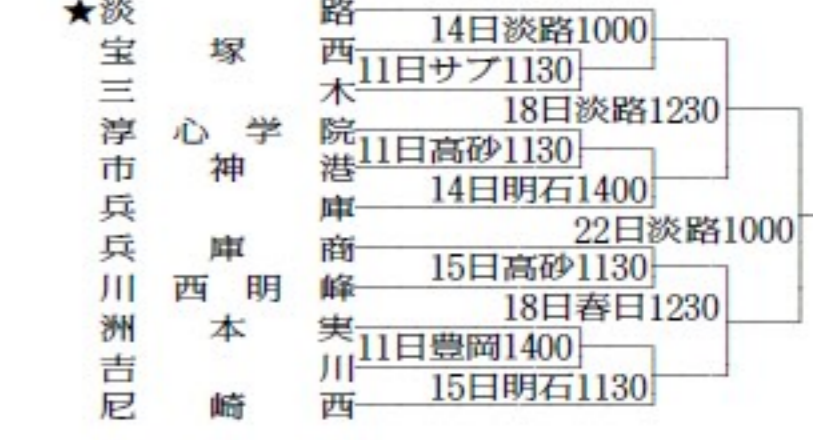 ★淡路
14日淡路1000
宝塚西
11日サブ1130
三木
18日淡路1230
淳心学院
11日高砂1130
市神港
14日明石1400
兵庫
22日淡路1000
兵庫商
15日高砂1130
川西明峰
18日春日1230
洲本実
11日豊岡1400
吉川
15日明石1130
尼崎西